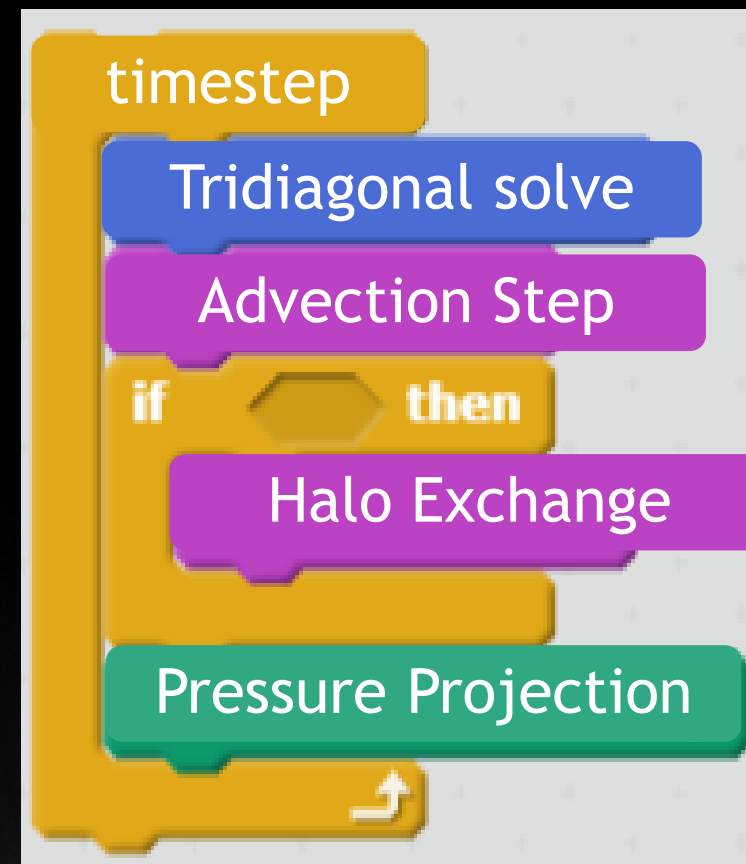 timestep
Tridiagonal solve
Advection Step
if then
Halo Exchange
Pressure Projection